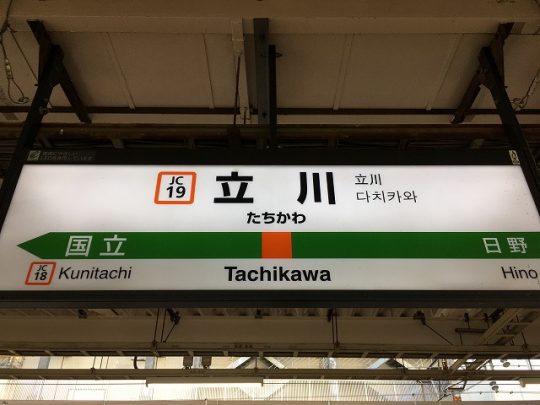 JC
19
立川
立川
다치카와
たちかわ
国立
日野
JC
18
Kunitachi
Tachikawa
Hino